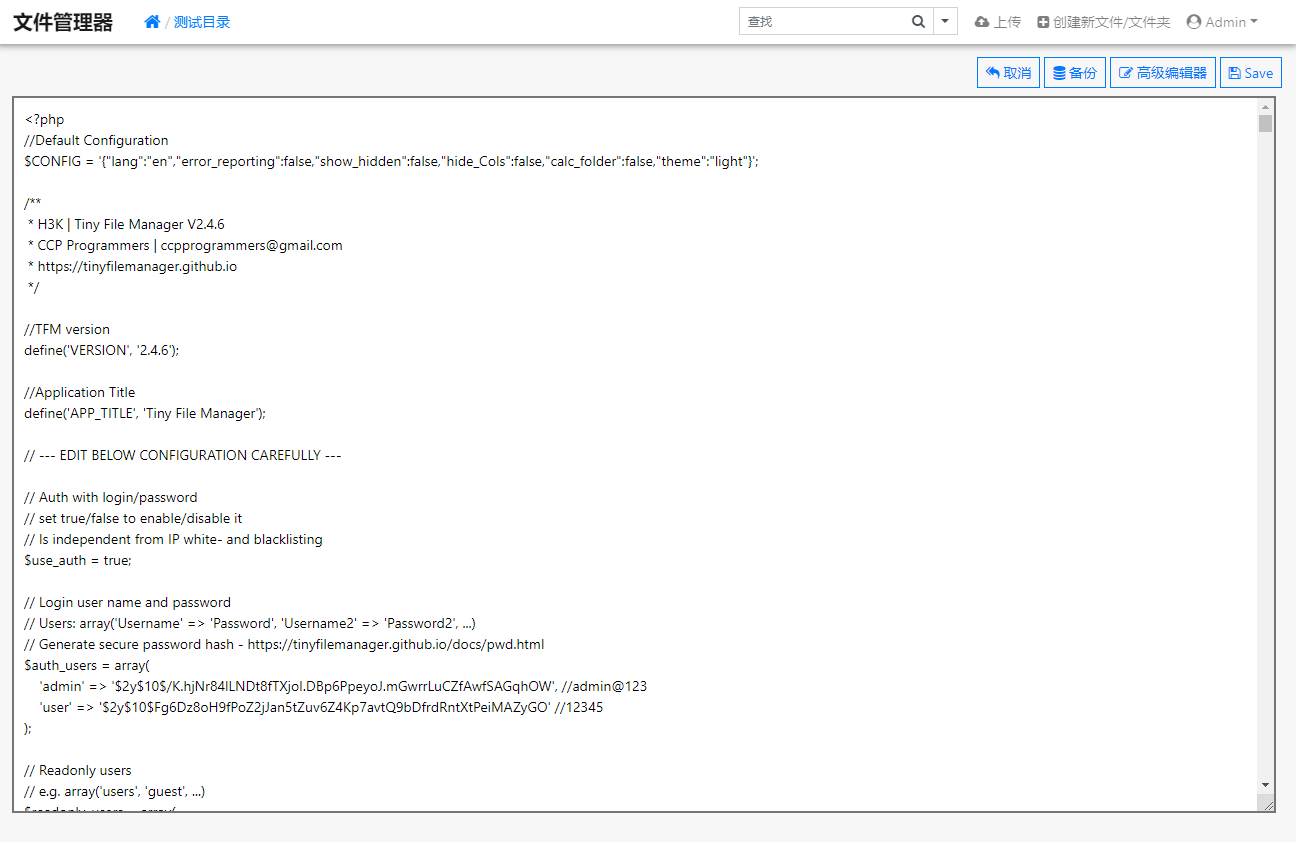 文件管理器
/ 测试目录
查找
上传
创建新文件/文件夹
Admin
取消
备份
高级编辑器
Save
<?php
//Default Configuration
$CONFIG = '{"lang":"en","error_reporting":false,"show_hidden":false,"hide_Cols":false,"calc_folder":false,"theme":"light"}';
/**
* H3K | Tiny File Manager V2.4.6
* CCP Programmers | ccpprogrammers@gmail.com
* https://tinyfilemanager.github.io
*/
//TFM version
define('VERSION', '2.4.6');
//Application Title
define('APP_TITLE', 'Tiny File Manager');
// --- EDIT BELOW CONFIGURATION CAREFULLY ---
// Auth with login/password
// set true/false to enable/disable it
// Is independent from IP white- and blacklisting
$use_auth = true;
// Login user name and password
// Users: array('Username' => 'Password', 'Username2' => 'Password2', ...)
// Generate secure password hash - https://tinyfilemanager.github.io/docs/pwd.html
$auth_users = array(
'admin' => '$2y$10$/K.hjNr84lLNDt8fTXjoI.DBp6PpeyoJ.mGwrrLuCZfAwfSAGqhOW', //admin@123
'user' => '$2y$10$Fg6Dz8oH9fPoZ2jJan5tZuv6Z4Kp7avtQ9bDfrdRntXtPeiMAZyGO' //12345
);
// Readonly users
// e.g. array('users', 'guest', ...)
$readonly_users = array(